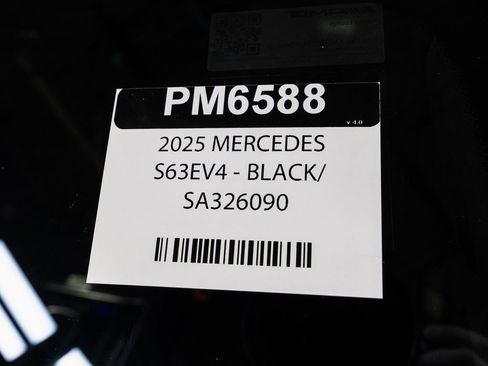 PM6588
v 4.0
2025 MERCEDES
S63EV4 - BLACK/
SA326090